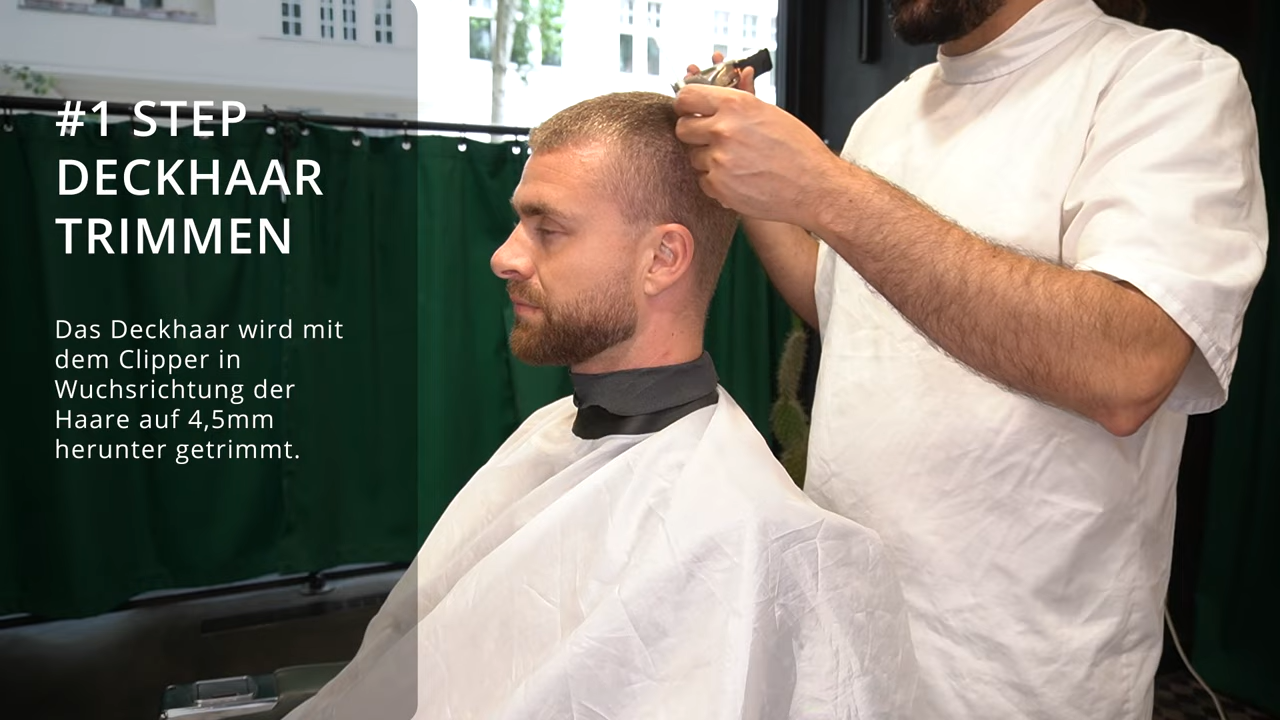 #1 STEP
DECKHAAR
TRIMMEN
Das Deckhaar wird mit
dem Clipper in
Wuchsrichtung der
Haare auf 4,5mm
herunter getrimmt.